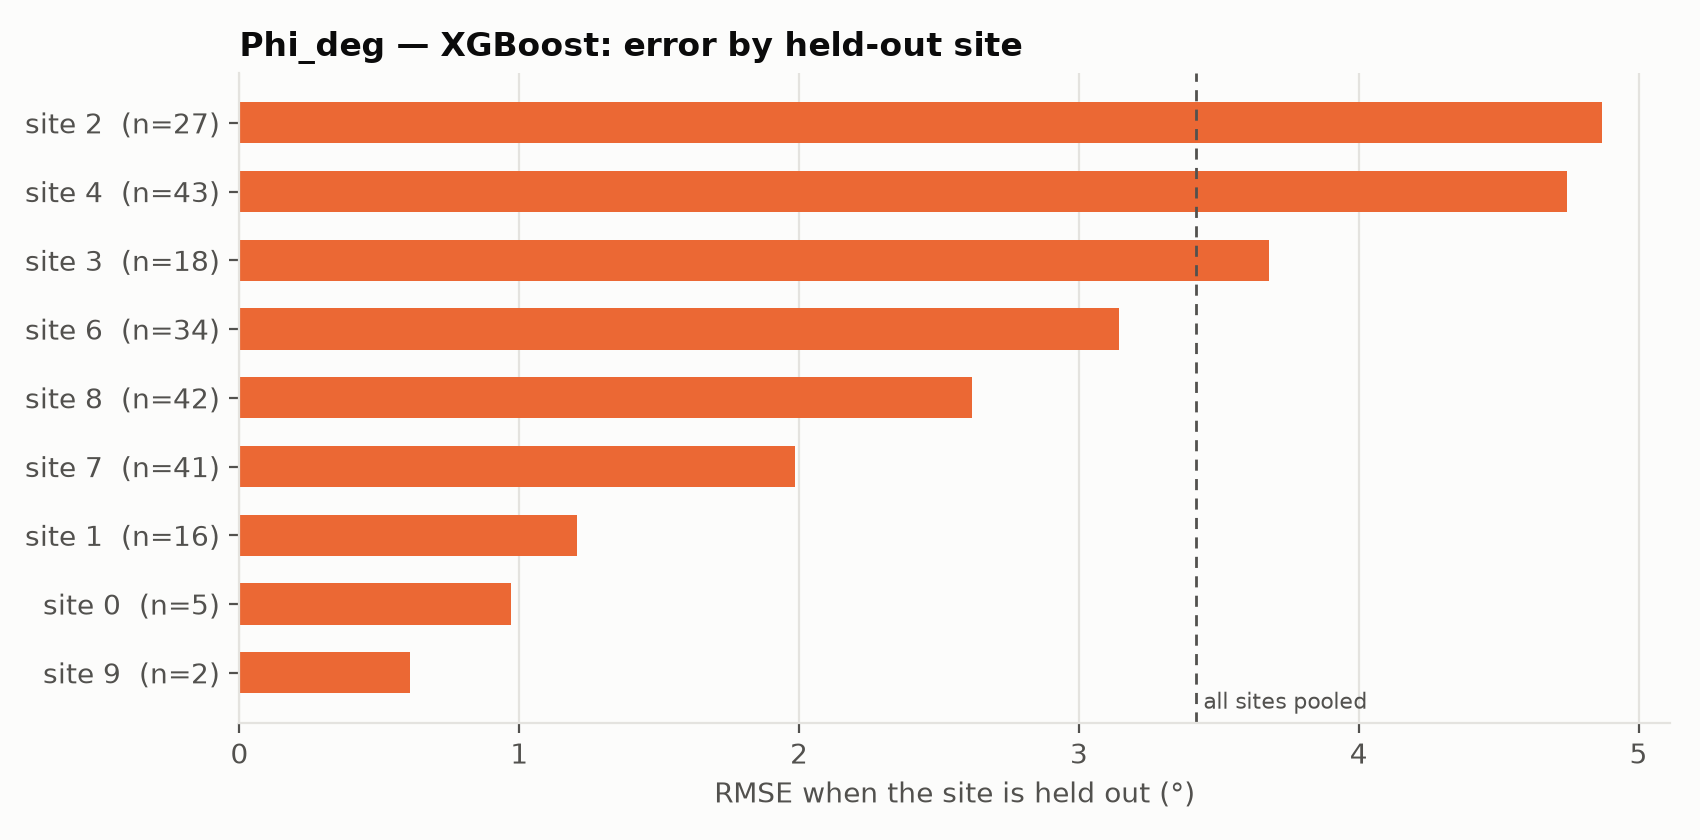 Phi_deg — XGBoost: error by held-out site
site 2 (n=27)
site 4 (n=43)
site 3 (n=18)
site 6 (n=34)
site 8 (n=42)
site 7 (n=41)
site 1 (n=16)
site 0 (n=5)
site 9 (n=2)
all sites pooled
0 1 2 3 4 5
RMSE when the site is held out (°)